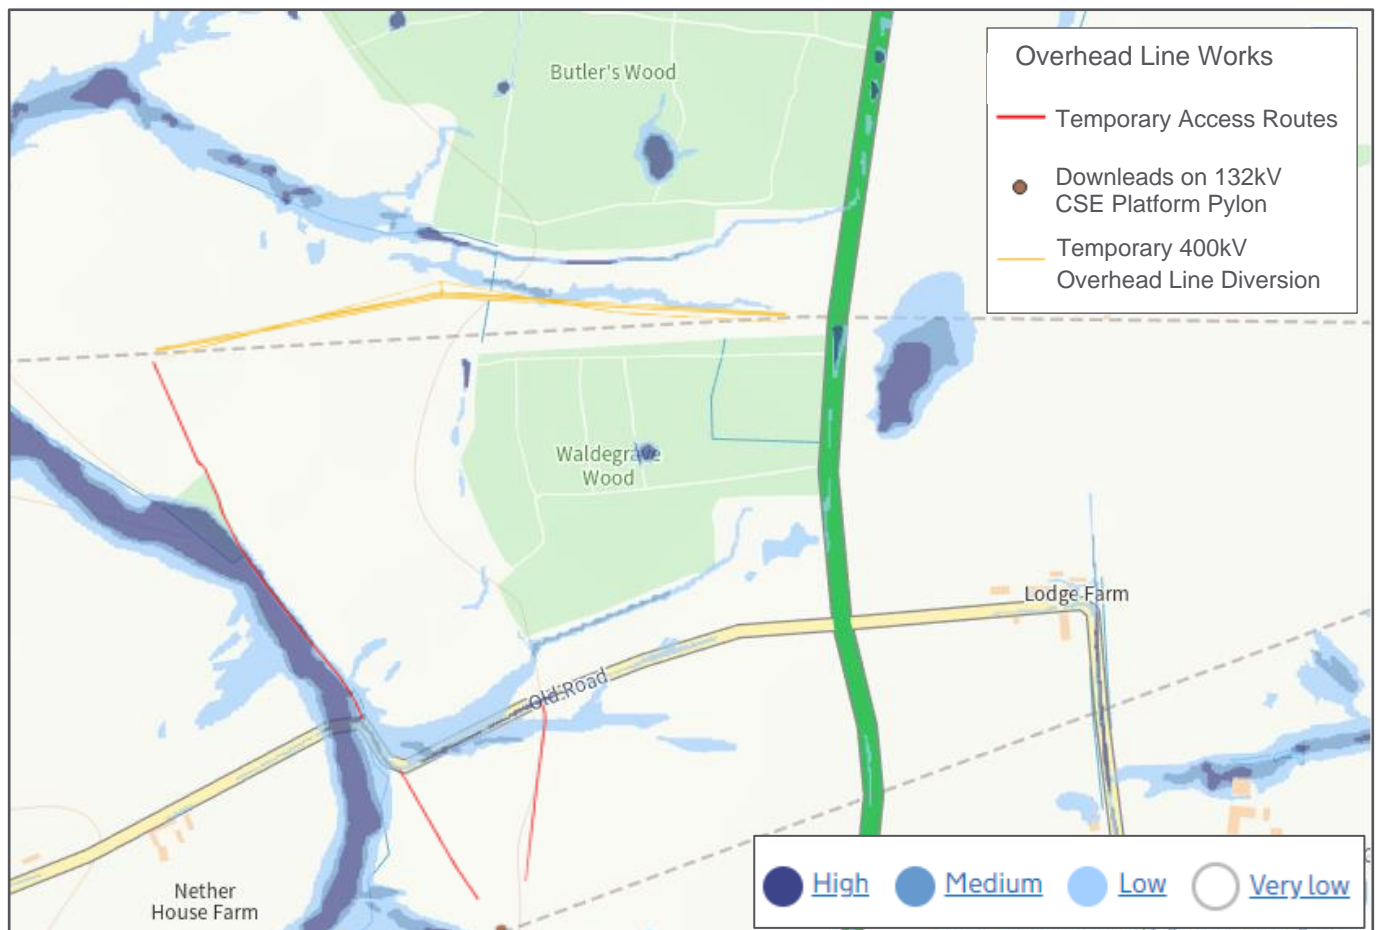 Butler's Wood
Overhead Line Works
Temporary Access Routes
Downleads on 132kV
CSE Platform Pylon
Temporary 400kV
Overhead Line Diversion
Waldegrave
Wood
Lodge Farm
Old Road
Nether
House Farm
High
Medium
Low
Very low